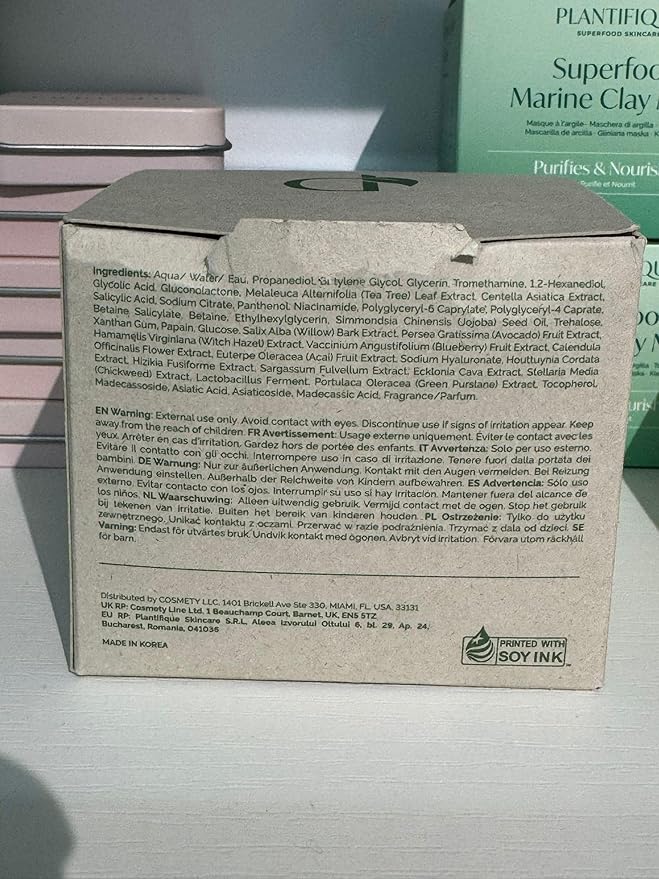 PLANTIFIQU
SUPERFOOD SKINCARE
Superfoo
Marine Clay
Masque à l'argile- Maschera di argilla
Mascarilla de arcilla- Gliniana maska
Purifies & Nouris
Purifie et Nourrit
Ingredients: Aqua/ Water/ Eau, Propanediol, Butylene Glycol, Glycerin, Tromethamine, 1,2-Hexanediol,
Glycolic Acid, Gluconolactone, Melaleuca Alternifolia (Tea Tree) Leaf Extract, Centella Asiatica Extract,
Salicylic Acid, Sodium Citrate, Panthenol, Niacinamide, Polyglyceryl-6 Caprylate, Polyglyceryl-4 Caprate,
Betaine Salicylate, Betaine, Ethylhexylglycerin, Simmondsia Chinensis (Jojoba) Seed Oil, Trehalose,
Xanthan Gum, Papain, Glucose, Salix Alba (Willow) Bark Extract, Persea Gratissima (Avocado) Fruit Extract,
Hamamelis Virginiana (Witch Hazel) Extract, Vaccinium Angustifolium (Blueberry) Fruit Extract, Calendula
Officinalis Flower Extract, Euterpe Oleracea (Acai) Fruit Extract, Sodium Hyaluronate, Houttuynia Cordata
Extract, Hizikia Fusiforme Extract, Sargassum Fulvellum Extract, Ecklonia Cava Extract, Stellaria Media
(Chickweed) Extract, Lactobacillus Ferment, Portulaca Oleracea (Green Purslane) Extract, Tocopherol,
Madecassoside, Asiatic Acid, Asiaticoside, Madecassic Acid, Fragrance/Parfum.
EN Warning: External use only. Avoid contact with eyes. Discontinue use if signs of irritation appear. Keep
away from the reach of children. FR Avertissement: Usage externe uniquement. Éviter le contact avec les
yeux. Arrêter en cas d'irritation. Gardez hors de portée des enfants. IT Avvertenza: Solo per uso esterno.
Evitare il contatto con gli occhi. Interrompere uso in caso di irritazione. Tenere fuori dalla portata dei
bambini. DE Warnung: Nur zur äußerlichen Anwendung. Kontakt mit den Augen vermeiden. Bei Reizung
Anwendung einstellen. Außerhalb der Reichweite von Kindern aufbewahren. ES Advertencia: Sólo uso
externo. Evitar contacto con los ojos. Interrumpir su uso si hay irritación. Mantener fuera del alcance de
los niños. NL Waarschuwing: Alleen uitwendig gebruik. Vermijd contact met de ogen. Stop het gebruik
bij tekenen van irritatie. Buiten het bereik van kinderen houden. PL Ostrzeżenie: Tylko do użytku
zewnętrznego. Unikać kontaktu z oczami. Przerwać w razie podrażnienia. Trzymać z dala od dzieci. SE
Varning: Endast för utvärtes bruk. Undvik kontakt med ögonen. Avbryt vid irritation. Förvara utom räckhåll
för barn.
Distributed by COSMETY LLC, 1401 Brickell Ave Ste 330, MIAMI, FL, USA, 33131
UK RP: Cosmety Line Ltd, 1 Beauchamp Court, Barnet, UK, EN5 5TZ
EU RP: Plantifique Skincare S.R.L, Aleea Izvorului Oltului 6, bl. 29, Ap. 24,
Bucharest, Romania, 041036
MADE IN KOREA
PRINTED WITH
SOY INK